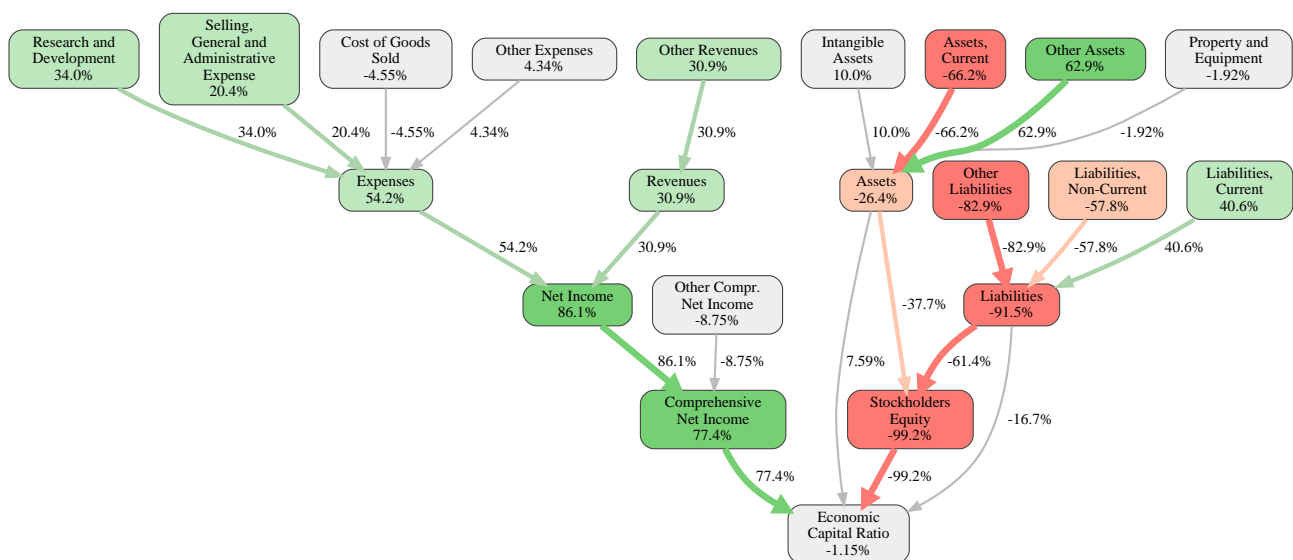 Research and
Development
34.0%
Selling,
General and
Administrative
Expense
20.4%
Cost of Goods
Sold
-4.55%
Other Expenses
4.34%
Other Revenues
30.9%
Intangible
Assets
10.0%
Assets,
Current
-66.2%
Other Assets
62.9%
Property and
Equipment
-1.92%
34.0%
20.4%
-4.55%
4.34%
30.9%
10.0%
-66.2%
62.9%
-1.92%
Expenses
54.2%
Revenues
30.9%
Assets
-26.4%
Other
Liabilities
-82.9%
Liabilities,
Non-Current
-57.8%
Liabilities,
Current
40.6%
54.2%
30.9%
-82.9%
-57.8%
40.6%
Net Income
86.1%
Other Compr.
Net Income
-8.75%
-37.7%
Liabilities
-91.5%
86.1%
-8.75%
7.59%
-61.4%
Comprehensive
Net Income
77.4%
Stockholders
Equity
-99.2%
-16.7%
77.4%
-99.2%
Economic
Capital Ratio
-1.15%